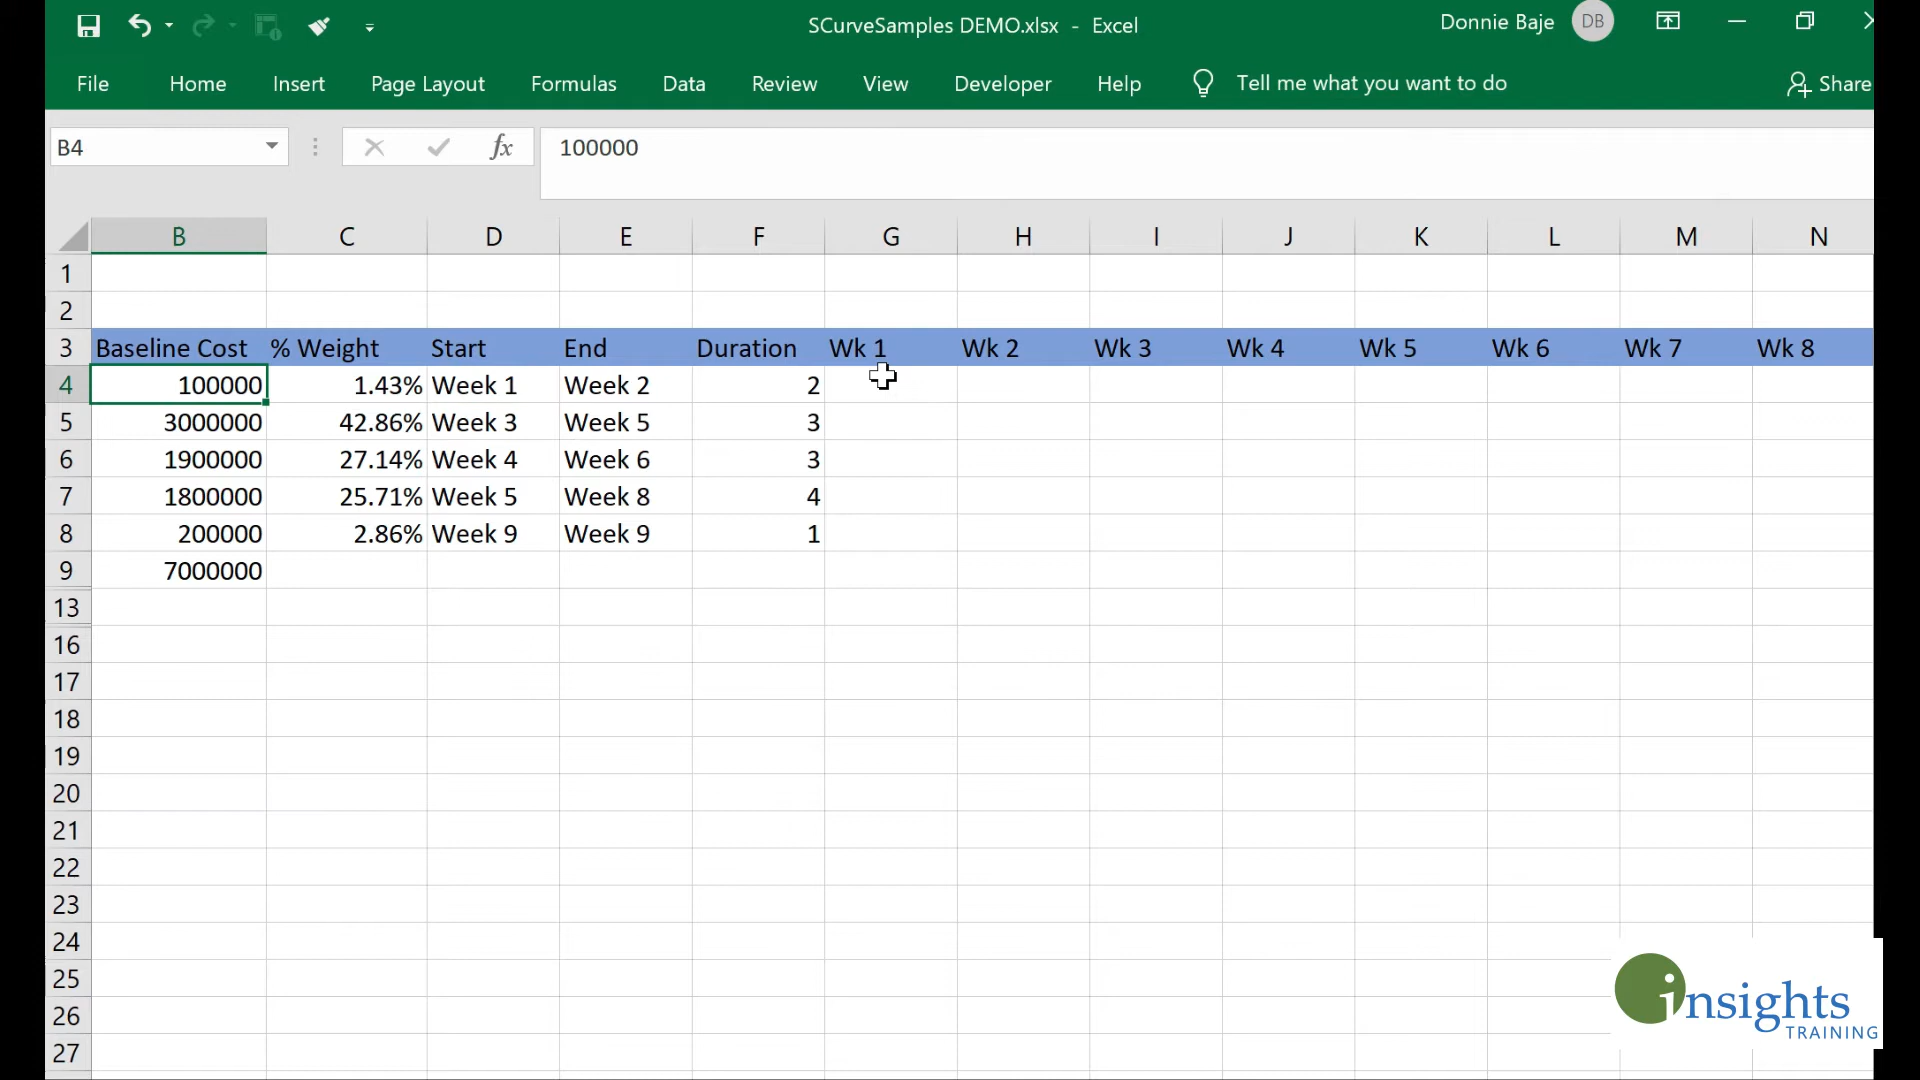 SCurveSamples DEMO.xlsx - Excel
Donnie Baje DB
File Home Insert Page Layout Formulas Data Review View Developer Help Tell me what you want to do Share
B4 fx 100000
B C D E F G H I J K L M N
1
2
3 Baseline Cost % Weight Start End Duration Wk 1 Wk 2 Wk 3 Wk 4 Wk 5 Wk 6 Wk 7 Wk 8
4 100000 1.43% Week 1 Week 2 2
5 3000000 42.86% Week 3 Week 5 3
6 1900000 27.14% Week 4 Week 6 3
7 1800000 25.71% Week 5 Week 8 4
8 200000 2.86% Week 9 Week 9 1
9 7000000
13
16
17
18
19
20
21
22
23
24
25
26
27
insights
TRAINING